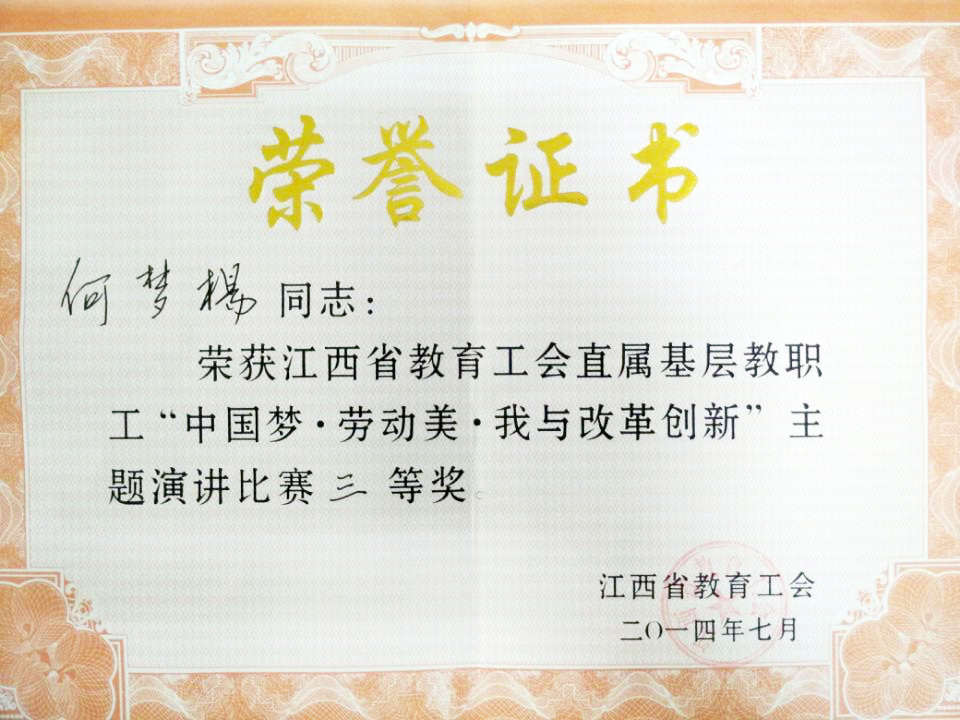 荣誉证书
何梦楊 同志：
荣获江西省教育工会直属基层教职
工“中国梦·劳动美·我与改革创新”主
题演讲比赛 三 等奖。
江西省教育工会
二〇一四年七月